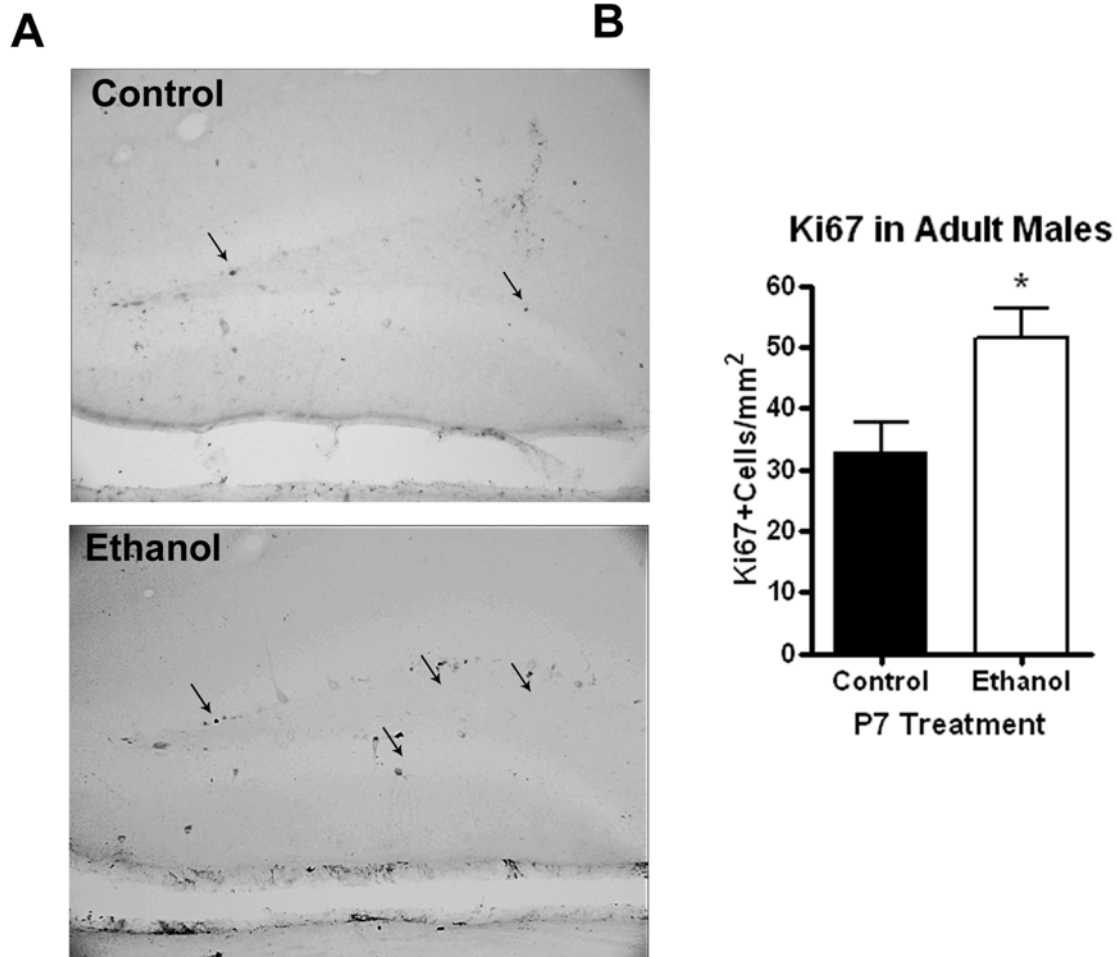 A
Control
Ethanol
B
Ki67 in Adult Males
Ki67+Cells/mm²
60
50
40
30
20
10
0
*
Control
Ethanol
P7 Treatment